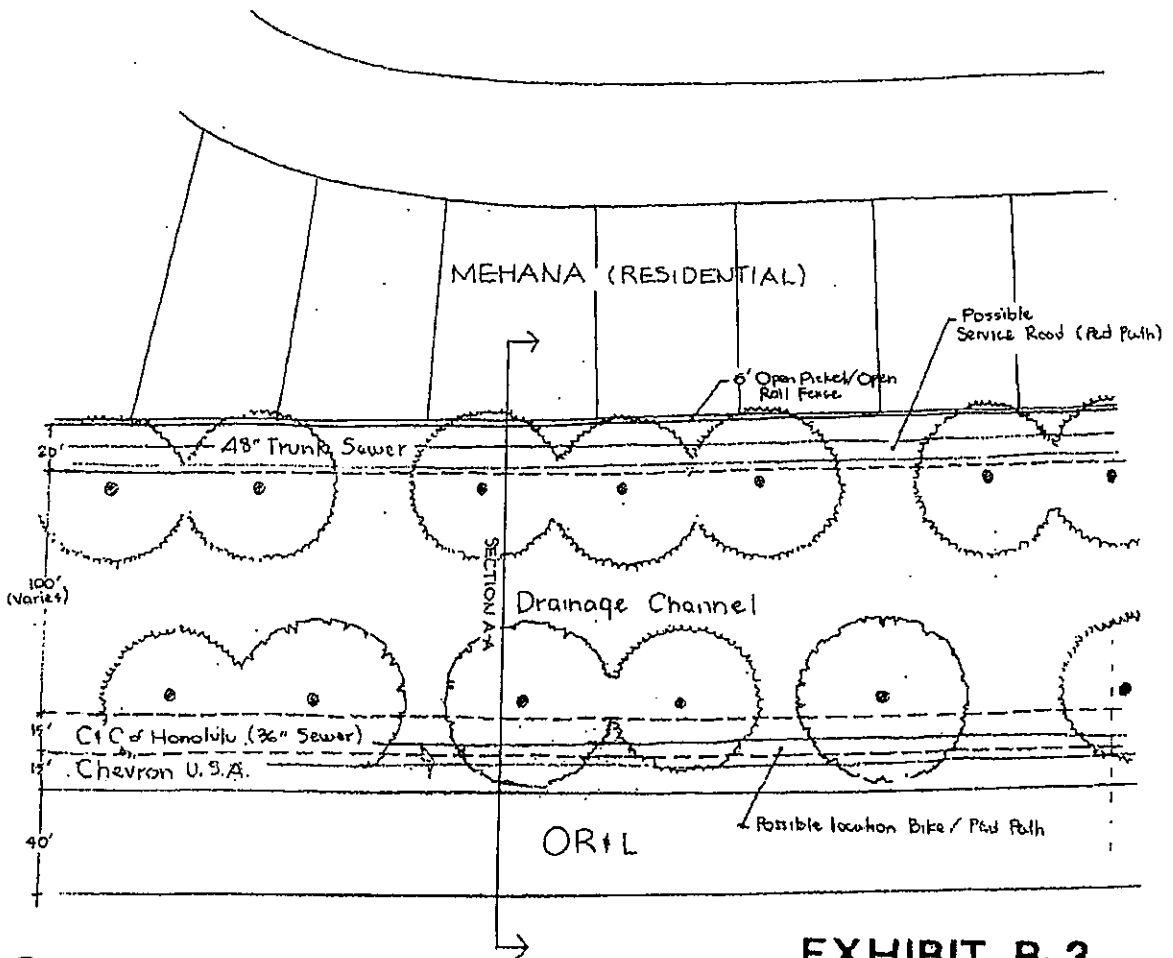 MEHANA (RESIDENTIAL)
Possible
Service Road (Ped Path)
6' Open Picket/Open
Rail Fence
20'
48" Trunk Sewer
SECTION A-A
100'
(Varies)
Drainage Channel
15'
C & C of Honolulu (36" Sewer)
15'
Chevron U.S.A.
Possible location Bike/ Ped Path
40'
OR&L
EXHIBIT B-3